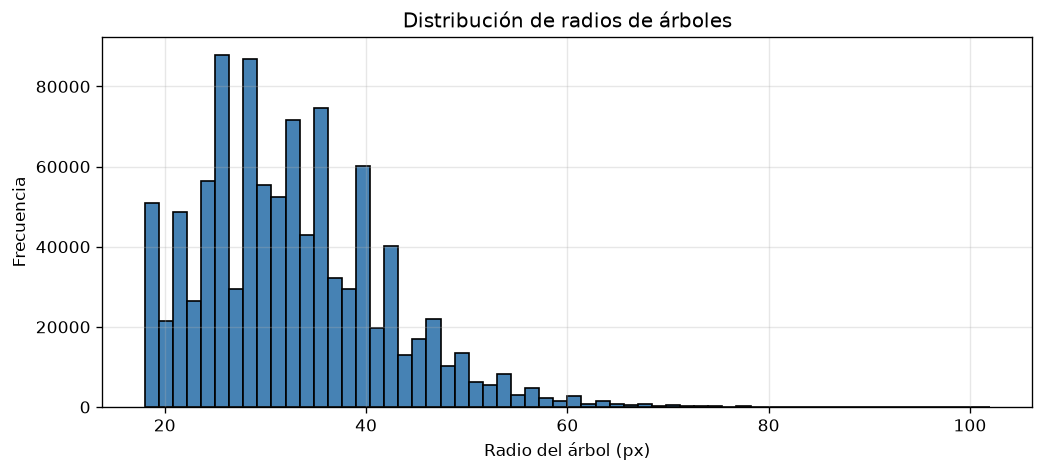 Distribución de radios de árboles
Frecuencia
80000
60000
40000
20000
0
20 40 60 80 100
Radio del árbol (px)